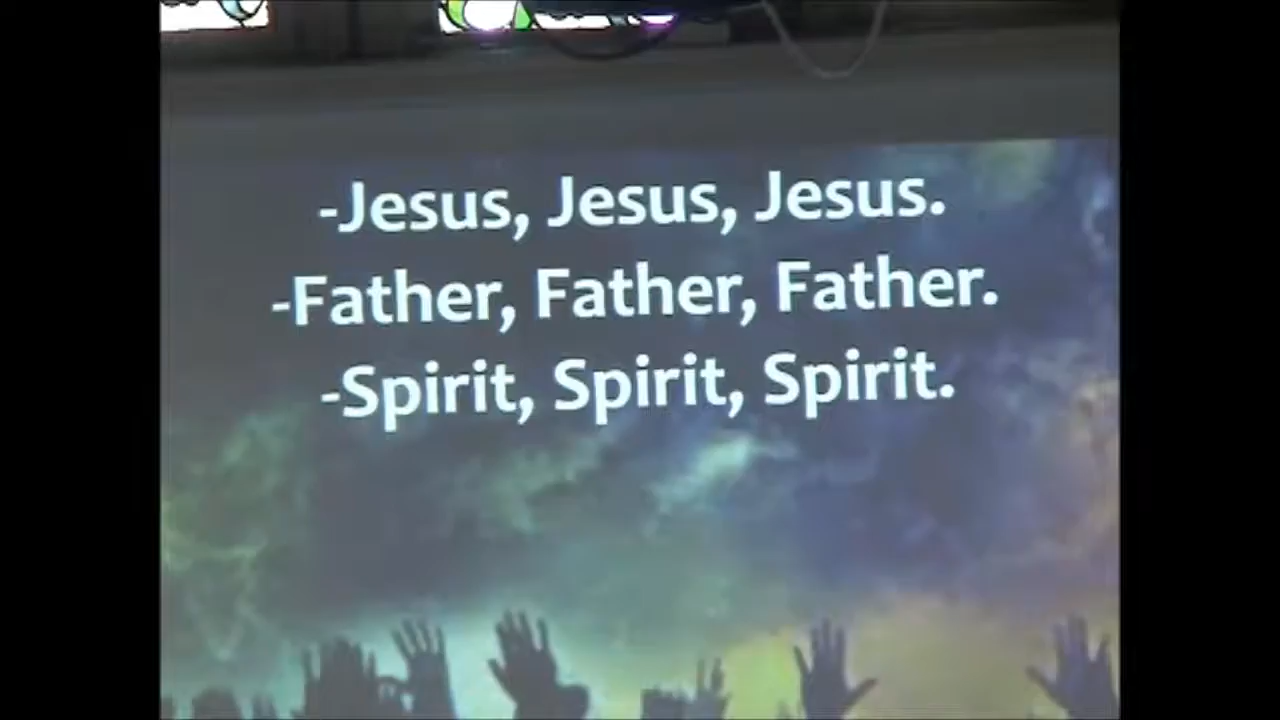 -Jesus, Jesus, Jesus.
-Father, Father, Father.
-Spirit, Spirit, Spirit.